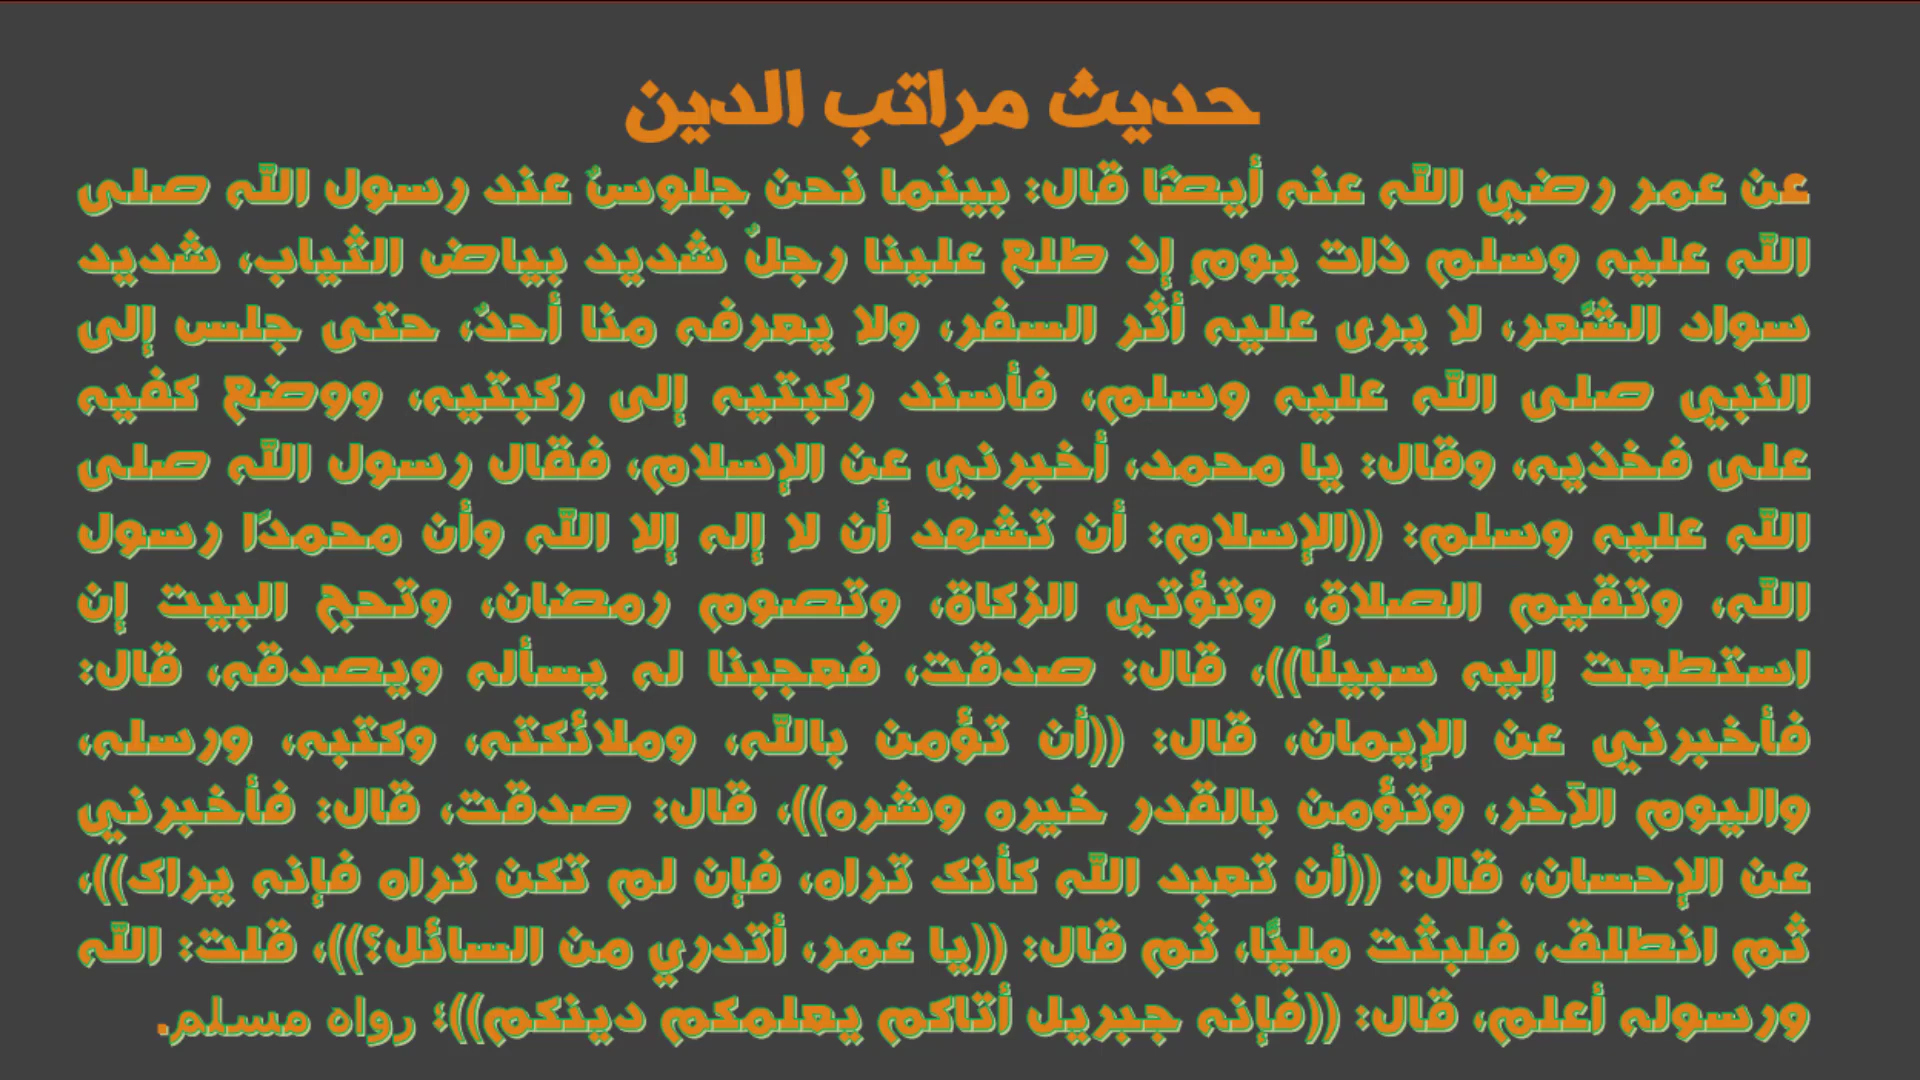 حديث مراتب الدين
عن عمر رضي الله عنه أيضًا قال: بينما نحن جلوسٌ عند رسول الله صلى
الله عليه وسلم ذات يومٍ إذ طلع علينا رجلٌ شديد بياض الثياب، شديد
سواد الشَّعر، لا يرى عليه أثر السفر، ولا يعرفه منا أحدٌ، حتى جلس إلى
النبي صلى الله عليه وسلم، فأسند ركبتيه إلى ركبتيه، ووضع كفيه
على فخذيه، وقال: يا محمد، أخبرني عن الإسلام، فقال رسول الله صلى
الله عليه وسلم: ((الإسلام: أن تشهد أن لا إله إلا الله وأن محمدًا رسول
الله، وتقيم الصلاة، وتؤتي الزكاة، وتصوم رمضان، وتحج البيت إن
استطعت إليه سبيلًا))، قال: صدقت، فعجبنا له يسأله ويصدقه، قال:
فأخبرني عن الإيمان، قال: ((أن تؤمن بالله، وملائكته، وكتبه، ورسله،
واليوم الآخر، وتؤمن بالقدر خيره وشره))، قال: صدقت، قال: فأخبرني
عن الإحسان، قال: ((أن تعبد الله كأنك تراه، فإن لم تكن تراه فإنه يراك))،
ثم انطلق، فلبثت مليًّا، ثم قال: ((يا عمر، أتدري من السائل؟))، قلت: الله
ورسوله أعلم، قال: ((فإنه جبريل أتاكم يعلمكم دينكم))؛ رواه مسلم.